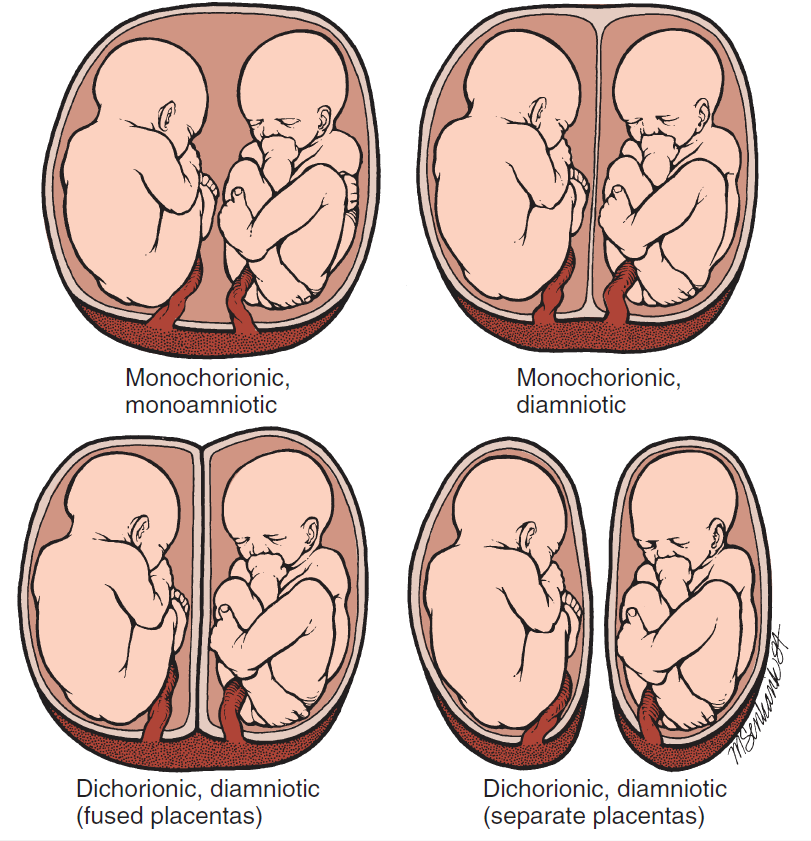 Monochorionic,
monoamniotic
Monochorionic,
diamniotic
Dichorionic, diamniotic
(fused placentas)
Dichorionic, diamniotic
(separate placentas)